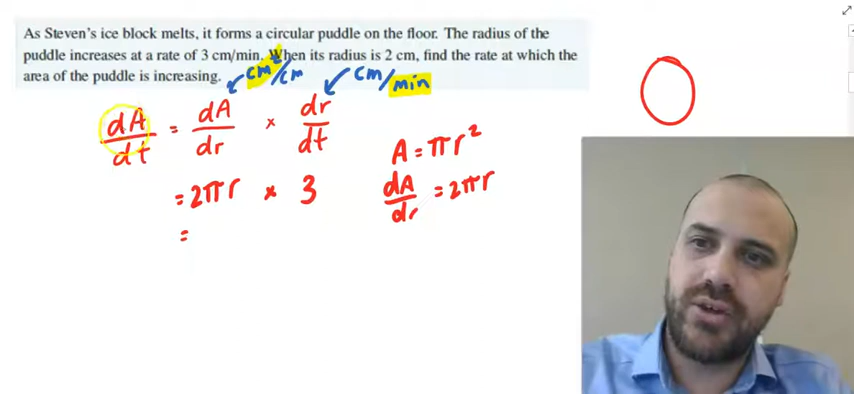 As Steven's ice block melts, it forms a circular puddle on the floor. The radius of the
puddle increases at a rate of 3 cm/min. When its radius is 2 cm, find the rate at which the
area of the puddle is increasing.
cm²/cm cm/min
dA/dt = dA/dr × dr/dt
A = πr²
= 2πr × 3
dA/dr = 2πr
=